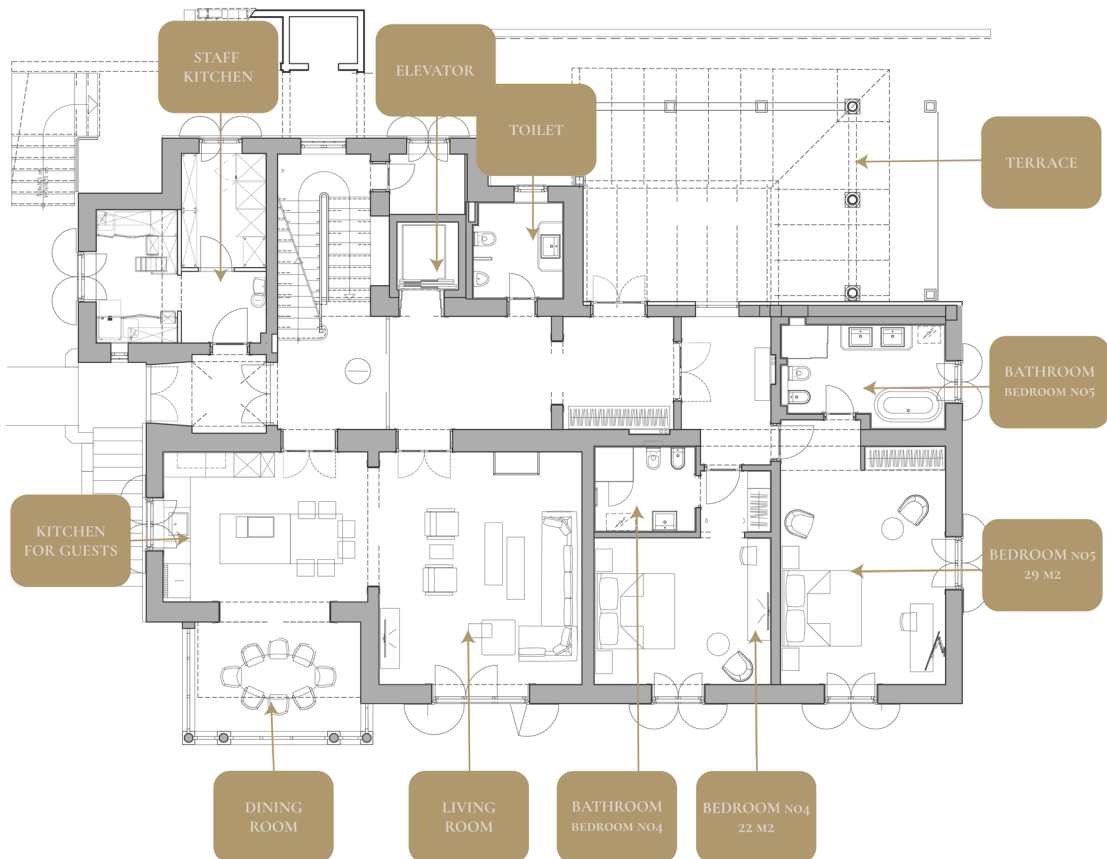 STAFF
KITCHEN
ELEVATOR
TOILET
TERRACE
BATHROOM
BEDROOM NO5
KITCHEN
FOR GUESTS
BEDROOM NO5
29 M2
DINING
ROOM
LIVING
ROOM
BATHROOM
BEDROOM NO4
BEDROOM NO4
22 M2